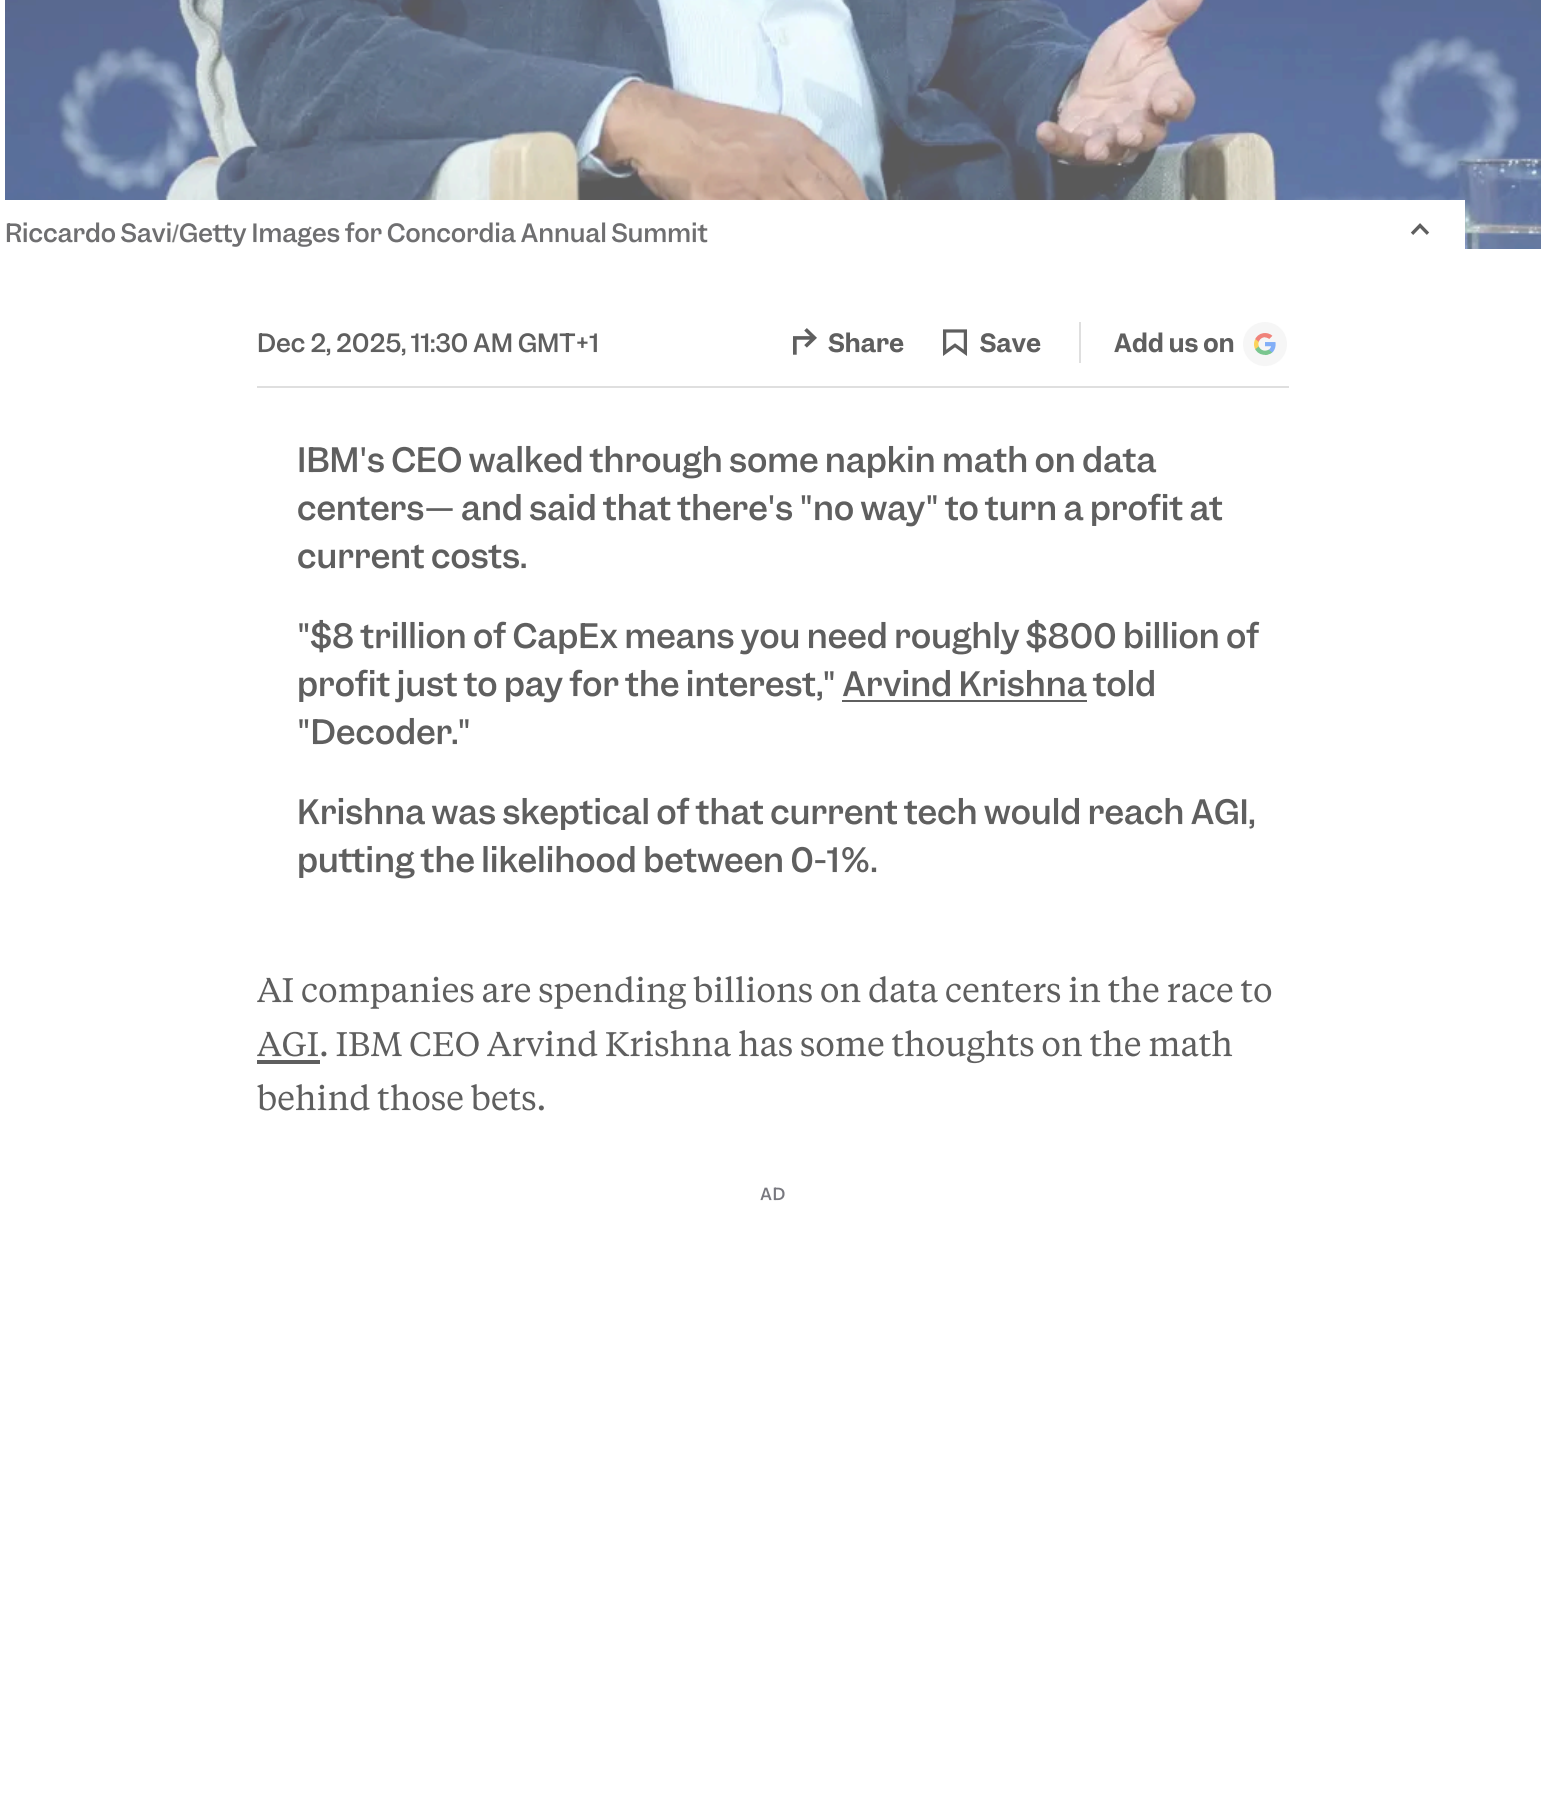 Riccardo Savi/Getty Images for Concordia Annual Summit
Dec 2, 2025, 11:30 AM GMT+1
Share
Save
Add us on
IBM's CEO walked through some napkin math on data
centers— and said that there's "no way" to turn a profit at
current costs.
"$8 trillion of CapEx means you need roughly $800 billion of
profit just to pay for the interest," Arvind Krishna told
"Decoder."
Krishna was skeptical of that current tech would reach AGI,
putting the likelihood between 0-1%.
AI companies are spending billions on data centers in the race to
AGI. IBM CEO Arvind Krishna has some thoughts on the math
behind those bets.
AD